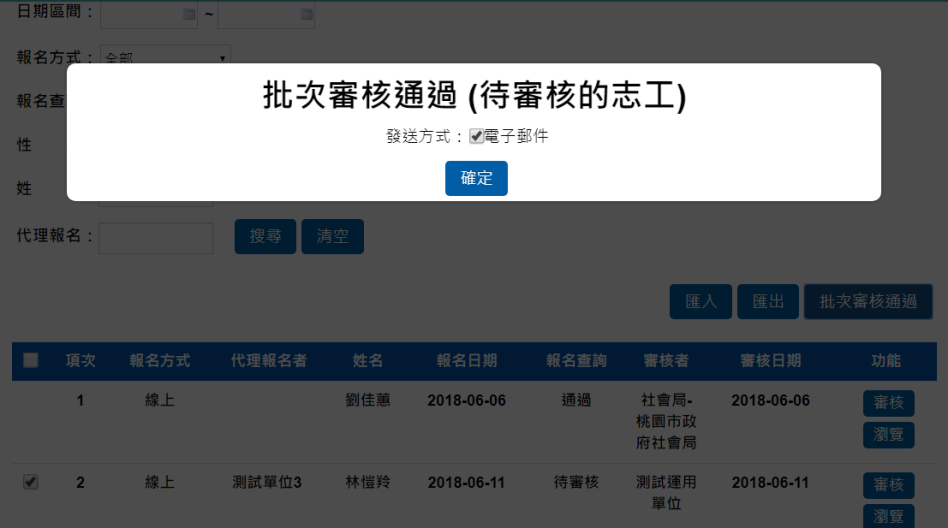 日期區間： ~
報名方式： 全部
批次審核通過 (待審核的志工)
報名查
發送方式：電子郵件
性
確定
姓
代理報名： 搜尋 清空
匯入 匯出 批次審核通過
項次 報名方式 代理報名者 姓名 報名日期 報名查詢 審核者 審核日期 功能
1 線上 劉佳蕙 2018-06-06 通過 社會局- 2018-06-06 審核
桃園市政
瀏覽
府社會局
2 線上 測試單位3 林愷羚 2018-06-11 待審核 測試運用 2018-06-11 審核
單位
瀏覽